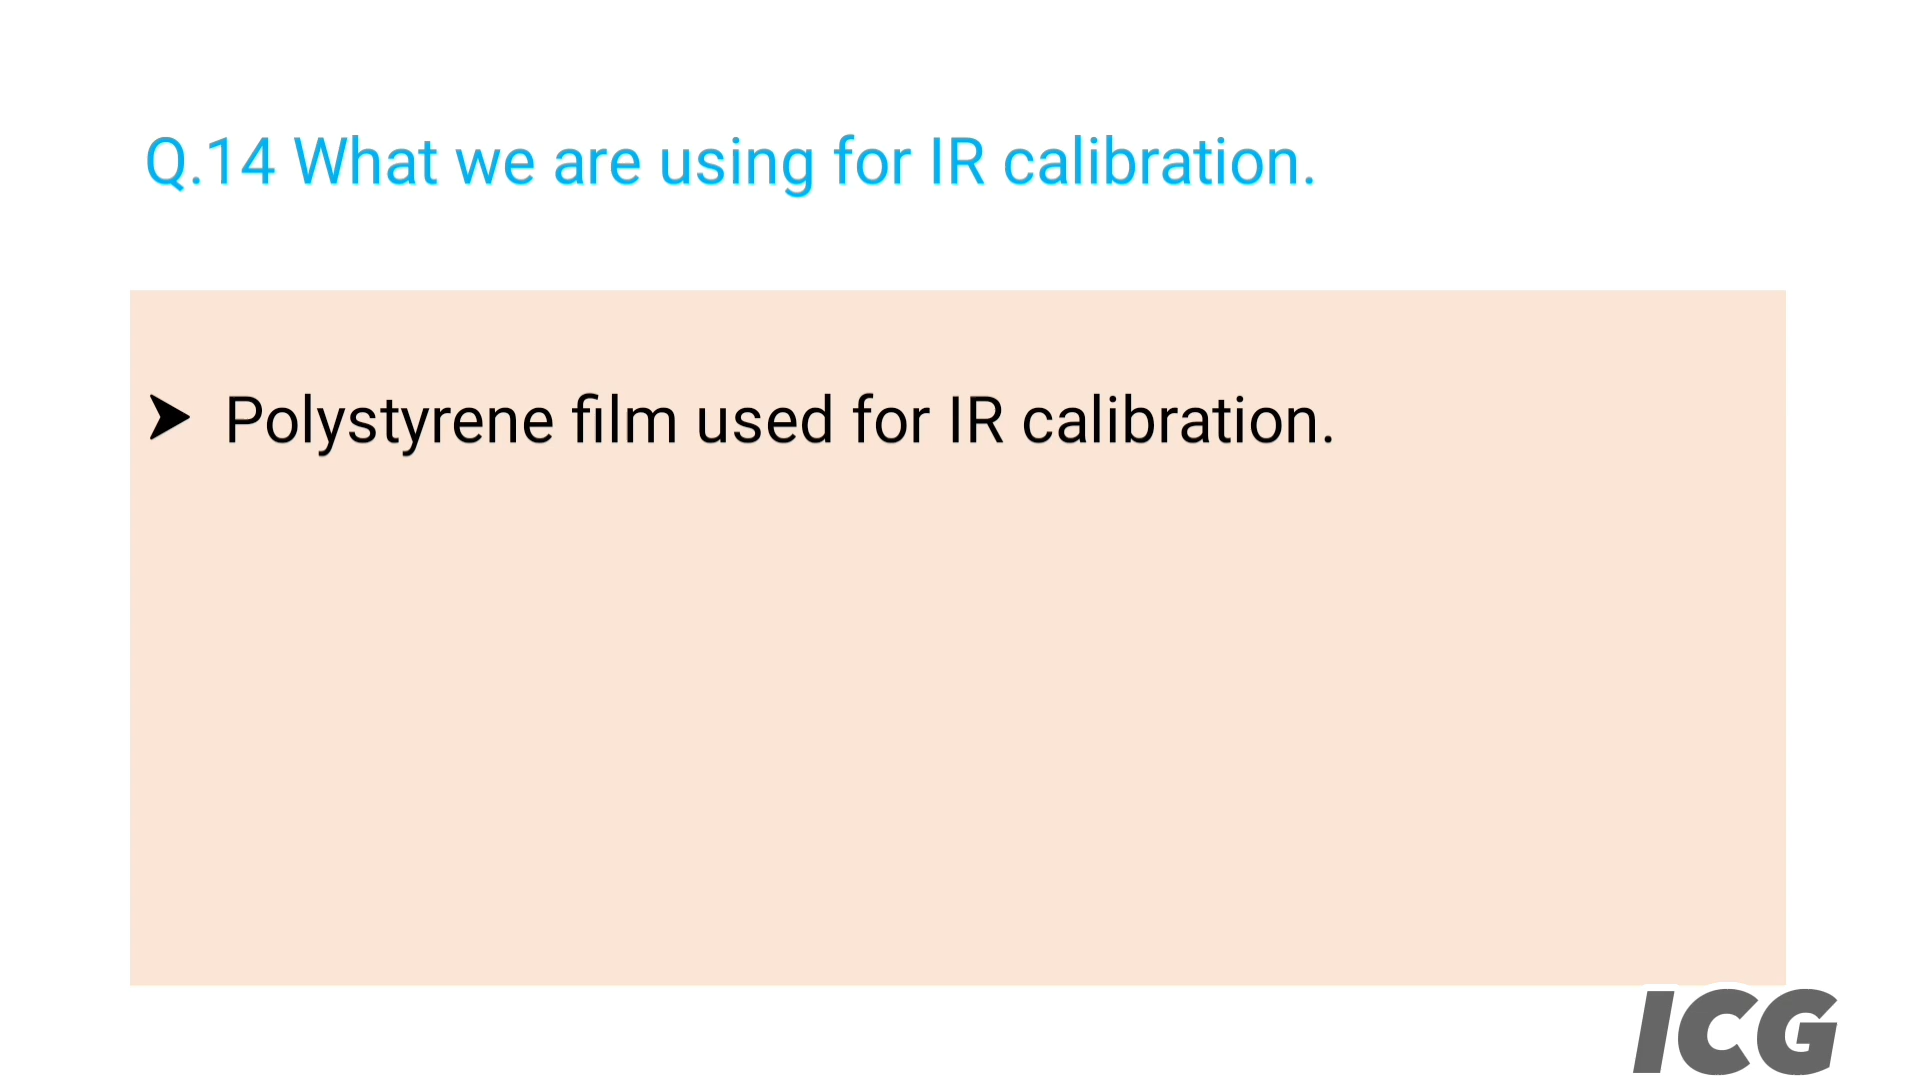 Q.14 What we are using for IR calibration.
➤ Polystyrene film used for IR calibration.
ICG